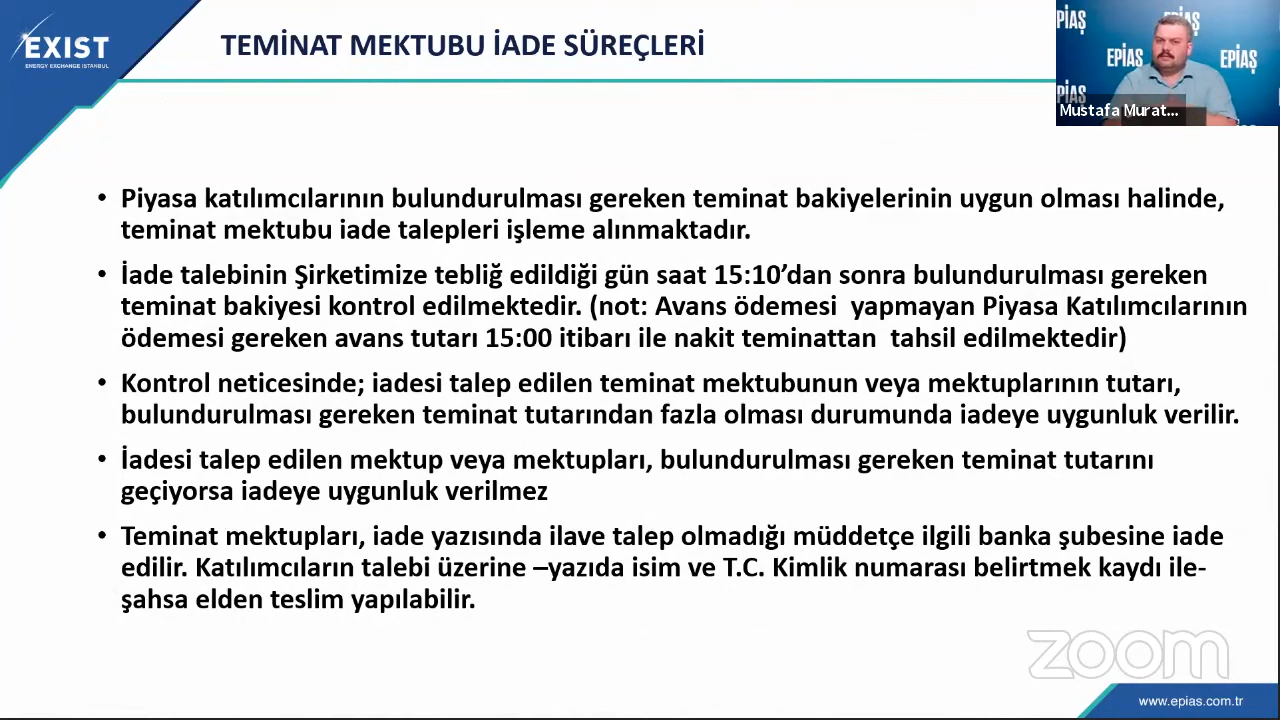 EXIST
ENERGY EXCHANGE ISTANBUL
TEMİNAT MEKTUBU İADE SÜREÇLERİ
EPİAŞ
EPİAŞ
EPİAŞ
EPİAŞ
EPİAŞ
Mustafa Murat...
• Piyasa katılımcılarının bulundurulması gereken teminat bakiyelerinin uygun olması halinde,
teminat mektubu iade talepleri işleme alınmaktadır.
• İade talebinin Şirketimize tebliğ edildiği gün saat 15:10’dan sonra bulundurulması gereken
teminat bakiyesi kontrol edilmektedir. (not: Avans ödemesi yapmayan Piyasa Katılımcılarının
ödemesi gereken avans tutarı 15:00 itibarı ile nakit teminattan tahsil edilmektedir)
• Kontrol neticesinde; iadesi talep edilen teminat mektubunun veya mektuplarının tutarı,
bulundurulması gereken teminat tutarından fazla olması durumunda iadeye uygunluk verilir.
• İadesi talep edilen mektup veya mektupları, bulundurulması gereken teminat tutarını
geçiyorsa iadeye uygunluk verilmez
• Teminat mektupları, iade yazısında ilave talep olmadığı müddetçe ilgili banka şubesine iade
edilir. Katılımcıların talebi üzerine –yazıda isim ve T.C. Kimlik numarası belirtmek kaydı ile-
şahsa elden teslim yapılabilir.
zoom
www.epias.com.tr